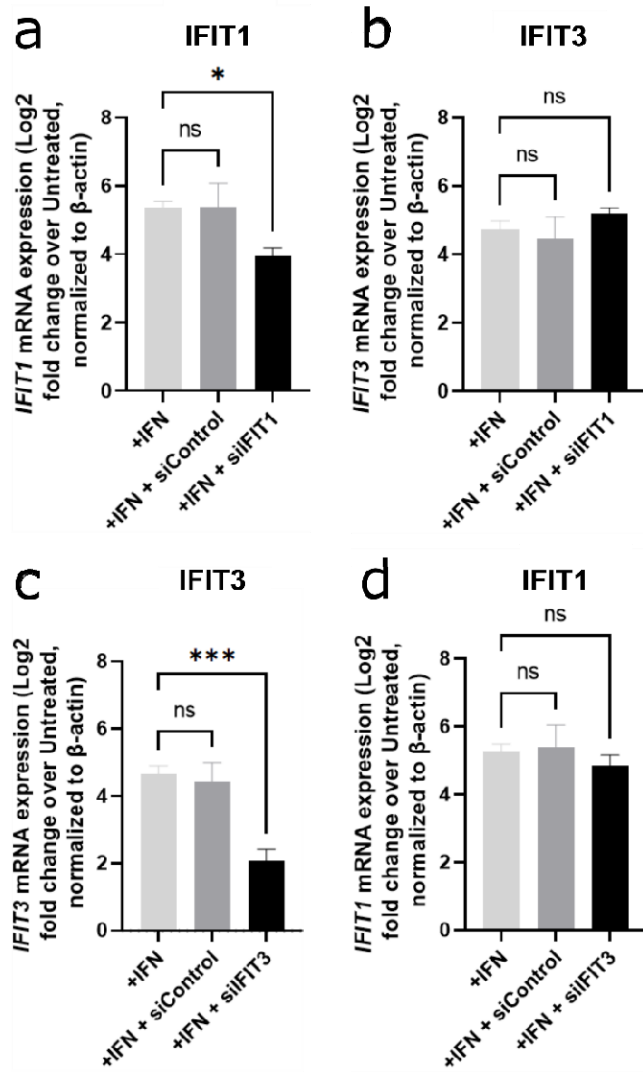 a
IFIT1
*
ns
8
6
4
2
0
IFIT1 mRNA expression (Log2
fold change over Untreated,
normalized to β-actin)
+IFN
+IFN + siControl
+IFN + siIFIT1
b
IFIT3
ns
ns
8
6
4
2
0
IFIT3 mRNA expression (Log2
fold change over Untreated,
normalized to β-actin)
+IFN
+IFN + siControl
+IFN + siIFIT1
c
IFIT3
***
ns
8
6
4
2
0
IFIT3 mRNA expression (Log2
fold change over Untreated,
normalized to β-actin)
+IFN
+IFN + siControl
+IFN + siIFIT3
d
IFIT1
ns
ns
8
6
4
2
0
IFIT1 mRNA expression (Log2
fold change over Untreated,
normalized to β-actin)
+IFN
+IFN + siControl
+IFN + siIFIT3